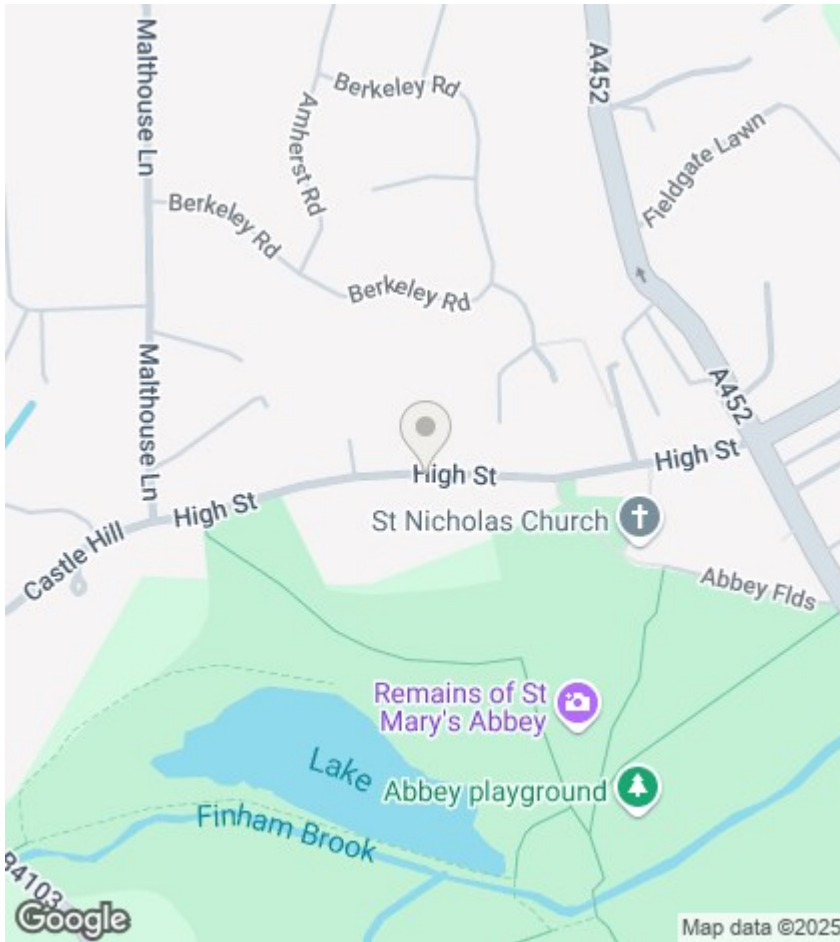 Malthouse Ln
Berkeley Rd
A452
Amherst Rd
Fieldgate Lawn
Berkeley Rd
Berkeley Rd
Malthouse Ln
A452
High St
High St
High St
St Nicholas Church
Castle Hill
Abbey Flds
Remains of St
Mary's Abbey
Lake
Abbey playground
Finham Brook
B4103
Google
Map data ©2025